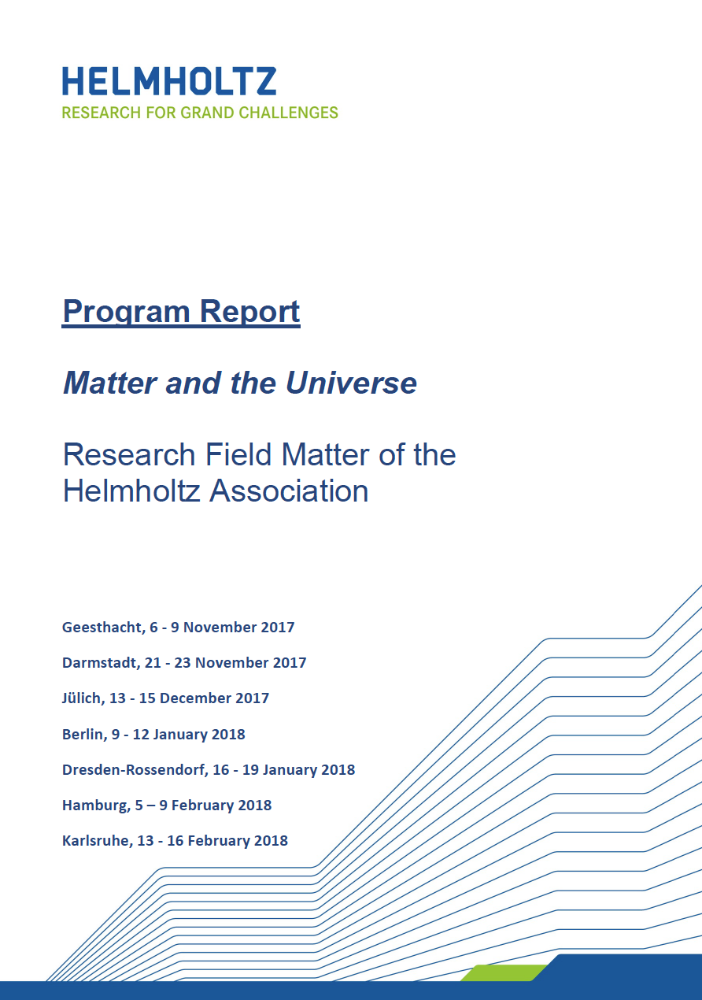 HELMHOLTZ
RESEARCH FOR GRAND CHALLENGES
Program Report
Matter and the Universe
Research Field Matter of the
Helmholtz Association
Geesthacht, 6 - 9 November 2017
Darmstadt, 21 - 23 November 2017
Jülich, 13 - 15 December 2017
Berlin, 9 - 12 January 2018
Dresden-Rossendorf, 16 - 19 January 2018
Hamburg, 5 – 9 February 2018
Karlsruhe, 13 - 16 February 2018